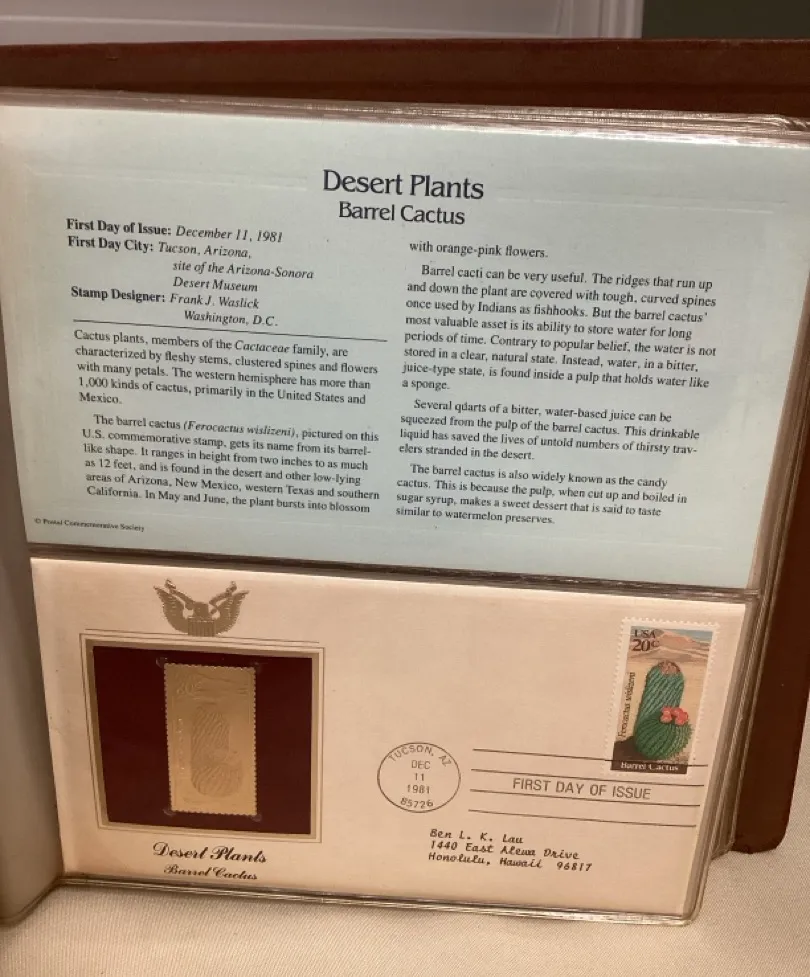 Desert Plants
Barrel Cactus
First Day of Issue: December 11, 1981
First Day City: Tucson, Arizona,
site of the Arizona-Sonora
Desert Museum
Stamp Designer: Frank J. Waslick
Washington, D.C.
Cactus plants, members of the Cactaceae family, are
characterized by fleshy stems, clustered spines and flowers
with many petals. The western hemisphere has more than
1,000 kinds of cactus, primarily in the United States and
Mexico.
The barrel cactus (Ferocactus wislizeni), pictured on this
U.S. commemorative stamp, gets its name from its barrel-
like shape. It ranges in height from two inches to as much
as 12 feet, and is found in the desert and other low-lying
areas of Arizona, New Mexico, western Texas and southern
California. In May and June, the plant bursts into blossom
with orange-pink flowers.
Barrel cacti can be very useful. The ridges that run up
and down the plant are covered with tough, curved spines
once used by Indians as fishhooks. But the barrel cactus'
most valuable asset is its ability to store water for long
periods of time. Contrary to popular belief, the water is not
stored in a clear, natural state. Instead, water, in a bitter,
juice-type state, is found inside a pulp that holds water like
a sponge.
Several quarts of a bitter, water-based juice can be
squeezed from the pulp of the barrel cactus. This drinkable
liquid has saved the lives of untold numbers of thirsty trav-
elers stranded in the desert.
The barrel cactus is also widely known as the candy
cactus. This is because the pulp, when cut up and boiled in
sugar syrup, makes a sweet dessert that is said to taste
similar to watermelon preserves.
© Postal Commemorative Society
USA
20c
Ferocactus wislizeni
Barrel Cactus
TUCSON, AZ
DEC
11
1981
85726
FIRST DAY OF ISSUE
Ben L. K. Lau
1440 East Alewa Drive
Honolulu, Hawaii 96817
Desert Plants
Barrel Cactus